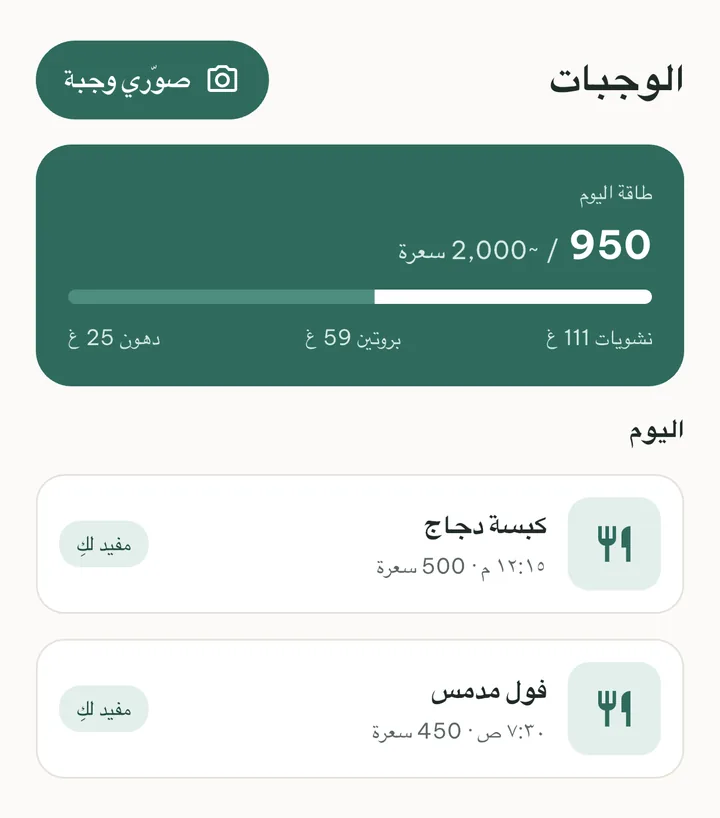 الوجبات
صوّري وجبة
طاقة اليوم
950 / ~2,000 سعرة
نشويات 111 غ
بروتين 59 غ
دهون 25 غ
اليوم
كبسة دجاج
١٢:١٥ م · 500 سعرة
مفيد لكِ
فول مدمس
٧:٣٠ ص · 450 سعرة
مفيد لكِ